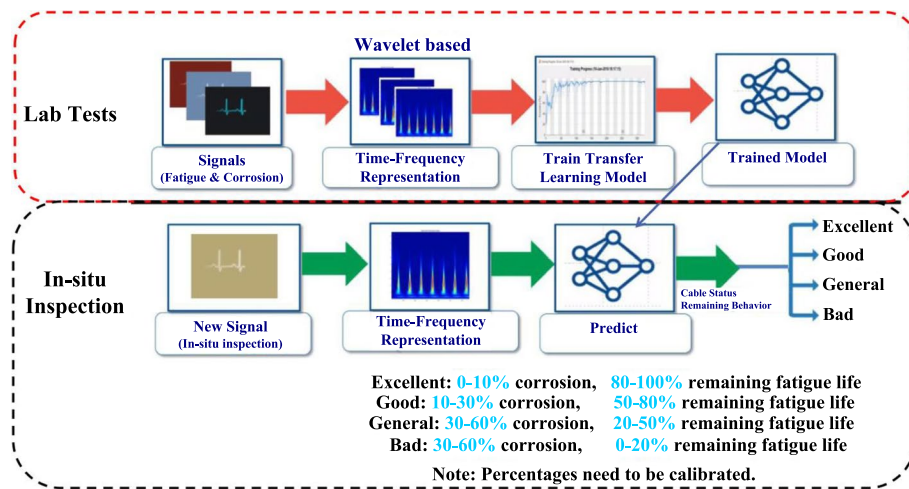 Wavelet based
Lab Tests
Signals
(Fatigue & Corrosion)
Time-Frequency
Representation
Train Transfer
Learning Model
Trained Model
In-situ
Inspection
New Signal
(In-situ inspection)
Time-Frequency
Representation
Predict
Cable Status
Remaining Behavior
Excellent
Good
General
Bad
Excellent: 0-10% corrosion, 80-100% remaining fatigue life
Good: 10-30% corrosion, 50-80% remaining fatigue life
General: 30-60% corrosion, 20-50% remaining fatigue life
Bad: 30-60% corrosion, 0-20% remaining fatigue life
Note: Percentages need to be calibrated.